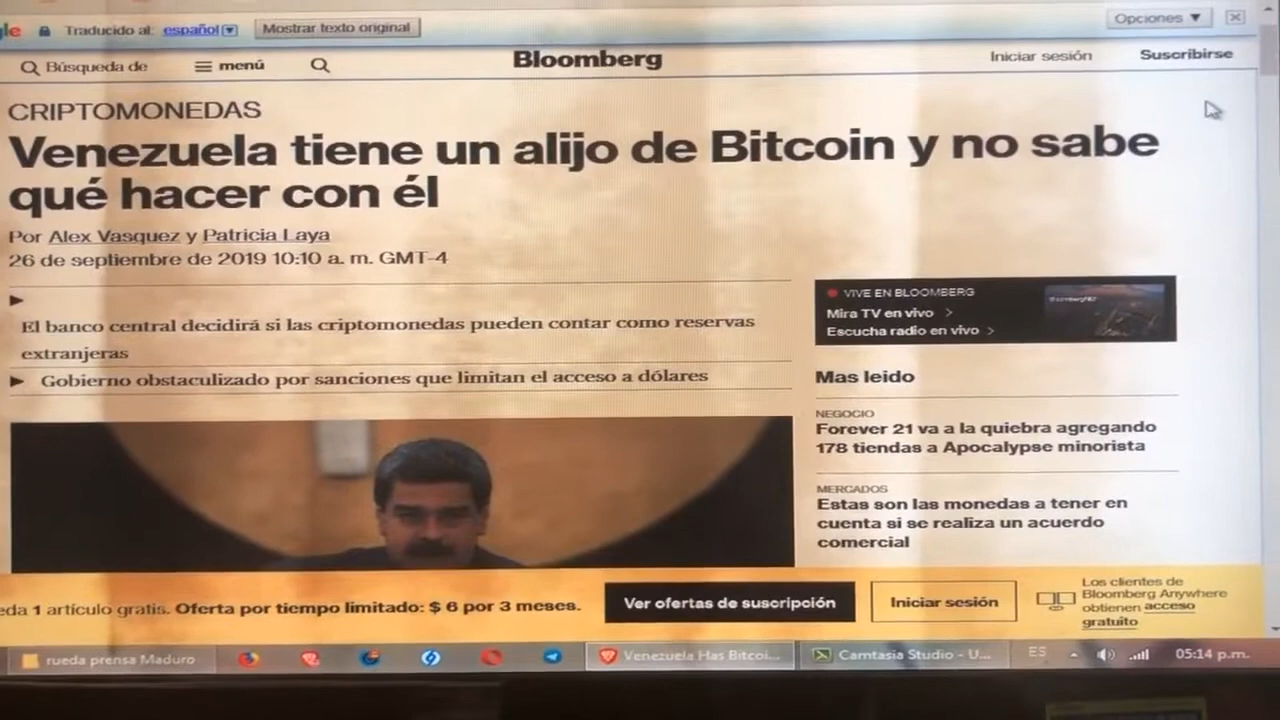 gle Traducido al: español Mostrar texto original Opciones
Búsqueda de menú Bloomberg Iniciar sesión Suscribirse
CRIPTOMONEDAS
Venezuela tiene un alijo de Bitcoin y no sabe
qué hacer con él
Por Alex Vasquez y Patricia Laya
26 de septiembre de 2019 10:10 a. m. GMT-4
El banco central decidirá si las criptomonedas pueden contar como reservas
extranjeras
Gobierno obstaculizado por sanciones que limitan el acceso a dólares
VIVE EN BLOOMBERG
Mira TV en vivo >
Escucha radio en vivo >
Mas leido
NEGOCIO
Forever 21 va a la quiebra agregando
178 tiendas a Apocalypse minorista
MERCADOS
Estas son las monedas a tener en
cuenta si se realiza un acuerdo
comercial
eda 1 artículo gratis. Oferta por tiempo limitado: $ 6 por 3 meses.
Ver ofertas de suscripción
Iniciar sesión
Los clientes de
Bloomberg Anywhere
obtienen acceso
gratuito
rueda prensa Maduro Venezuela Has Bitcoi... Camtasia Studio - U... ES 05:14 p.m.